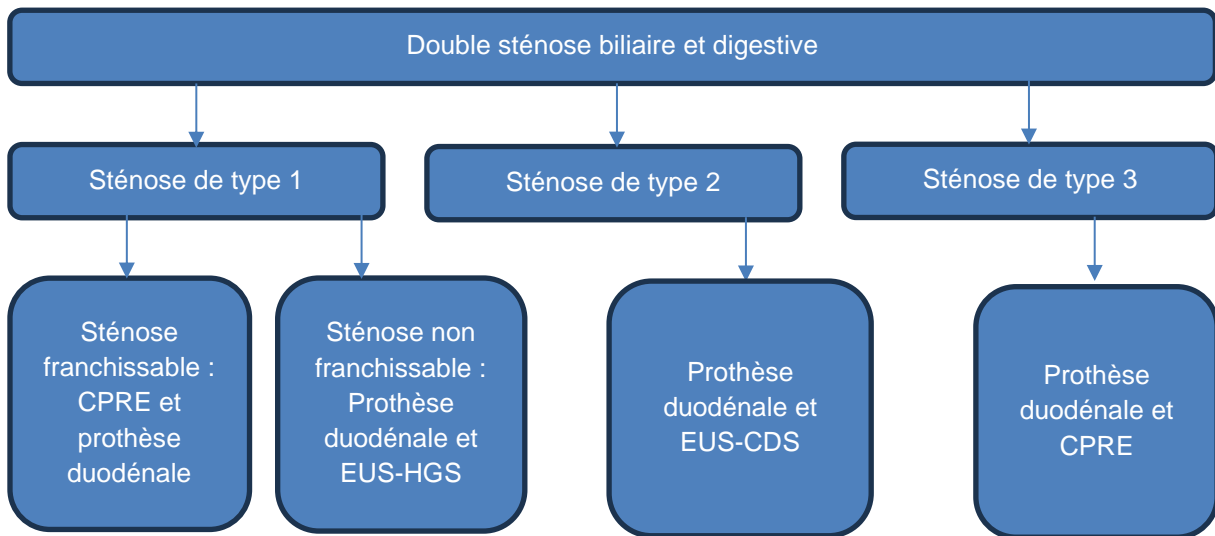 Double sténose biliaire et digestive
Sténose de type 1
Sténose de type 2
Sténose de type 3
Sténose
franchissable :
CPRE et
prothèse
duodénale
Sténose non
franchissable :
Prothèse
duodénale et
EUS-HGS
Prothèse
duodénale et
EUS-CDS
Prothèse
duodénale et
CPRE